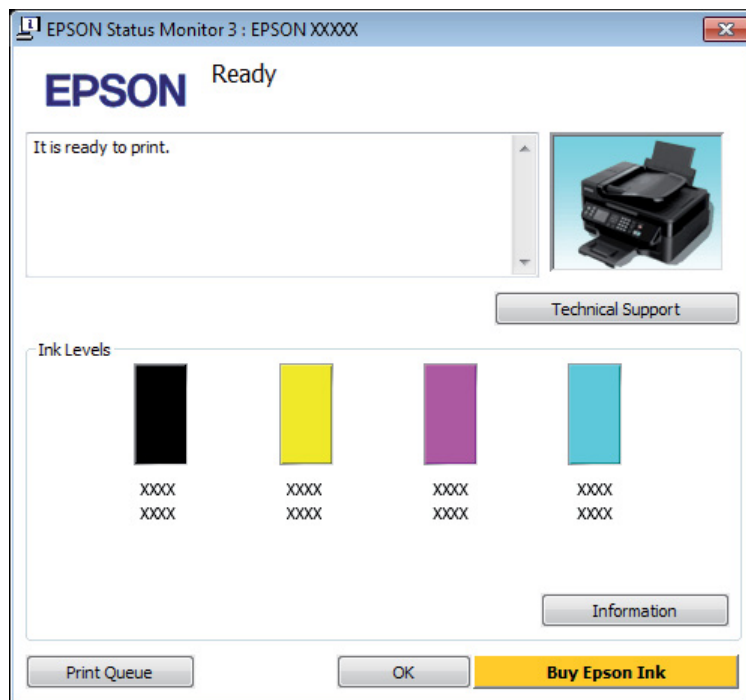 EPSON Status Monitor 3 : EPSON XXXXX
EPSON
Ready
It is ready to print.
Technical Support
Ink Levels
XXXX XXXX XXXX XXXX
XXXX XXXX XXXX XXXX
Information
Print Queue OK Buy Epson Ink